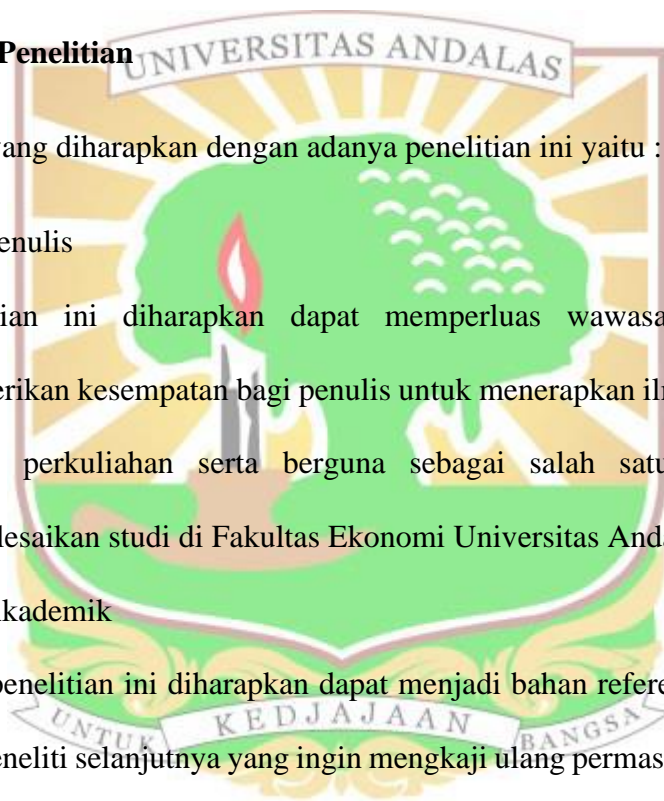 Penelitian
UNIVERSITAS ANDALAS
yang diharapkan dengan adanya penelitian ini yaitu :
enulis
ian ini diharapkan dapat memperluas wawasa
erikan kesempatan bagi penulis untuk menerapkan ilm
perkuliahan serta berguna sebagai salah satu
lesaikan studi di Fakultas Ekonomi Universitas Anda
kademik
penelitian ini diharapkan dapat menjadi bahan refere
UNTUK KEDJAJAAN BANGSA
eneliti selanjutnya yang ingin mengkaji ulang permas